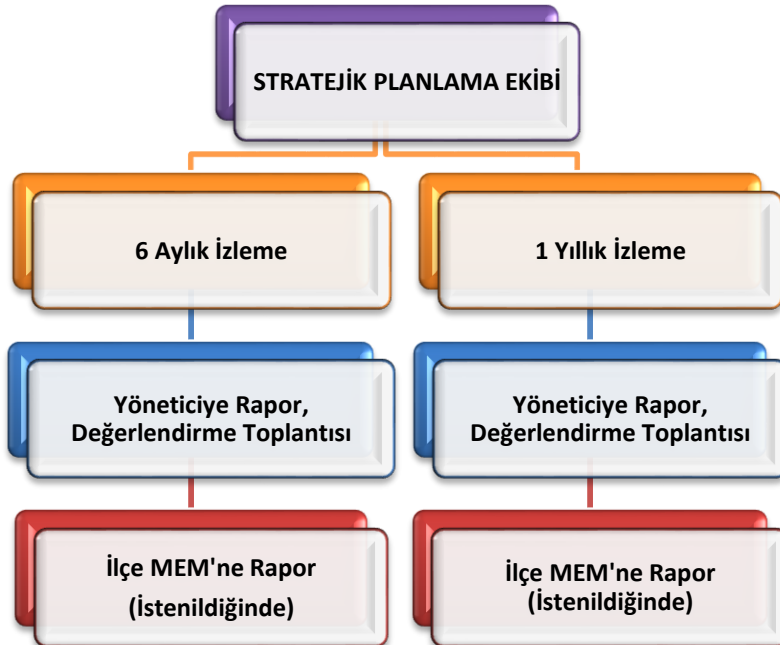 STRATEJİK PLANLAMA EKİBİ
6 Aylık İzleme
1 Yıllık İzleme
Yöneticiye Rapor,
Değerlendirme Toplantısı
Yöneticiye Rapor,
Değerlendirme Toplantısı
İlçe MEM'ne Rapor
(İstenildiğinde)
İlçe MEM'ne Rapor
(İstenildiğinde)